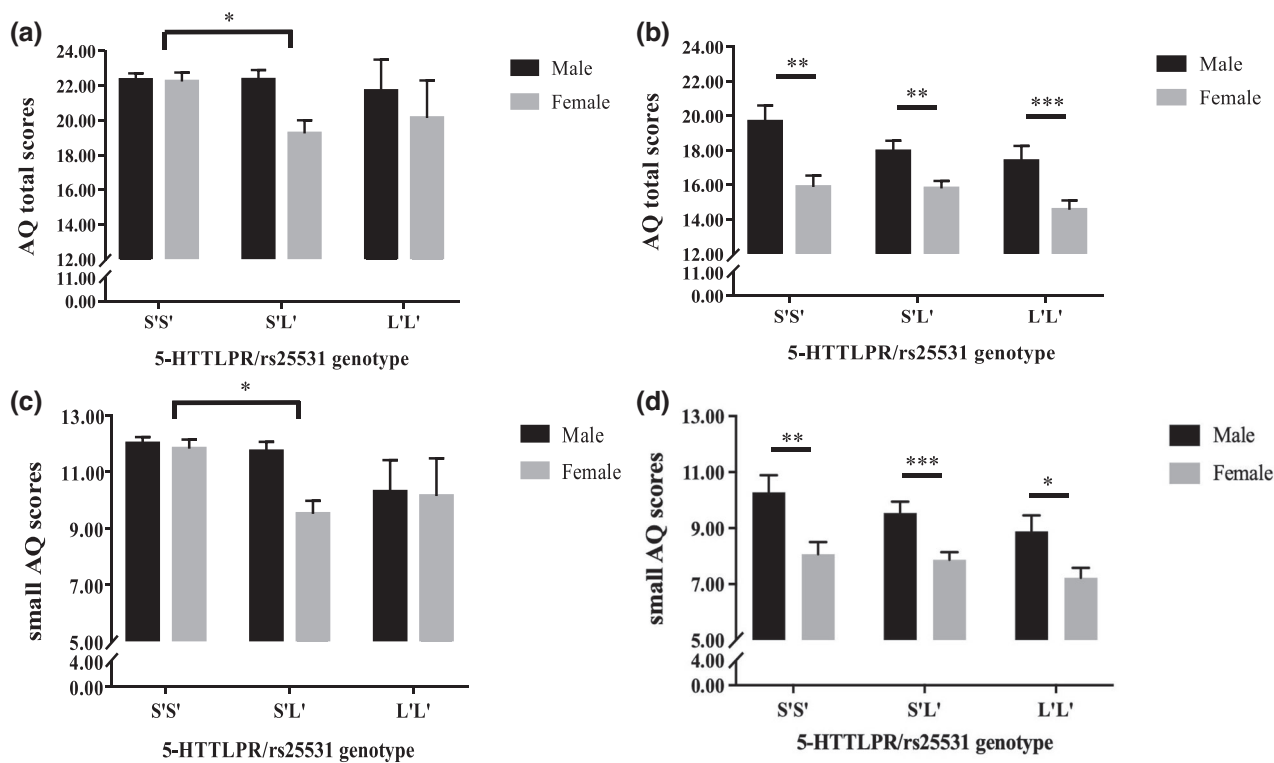 (a)
*
24.00
22.00
20.00
18.00
16.00
14.00
12.00
11.00
0.00
AQ total scores
Male
Female
S'S'
S'L'
L'L'
5-HTTLPR/rs25531 genotype
(b)
24.00
22.00
20.00
18.00
16.00
14.00
12.00
11.00
0.00
AQ total scores
**
**
***
Male
Female
S'S'
S'L'
L'L'
5-HTTLPR/rs25531 genotype
(c)
*
13.00
11.00
9.00
7.00
5.00
4.00
0.00
small AQ scores
Male
Female
S'S'
S'L'
L'L'
5-HTTLPR/rs25531 genotype
(d)
13.00
11.00
9.00
7.00
5.00
4.00
0.00
small AQ scores
**
***
*
Male
Female
S'S'
S'L'
L'L'
5-HTTLPR/rs25531 genotype